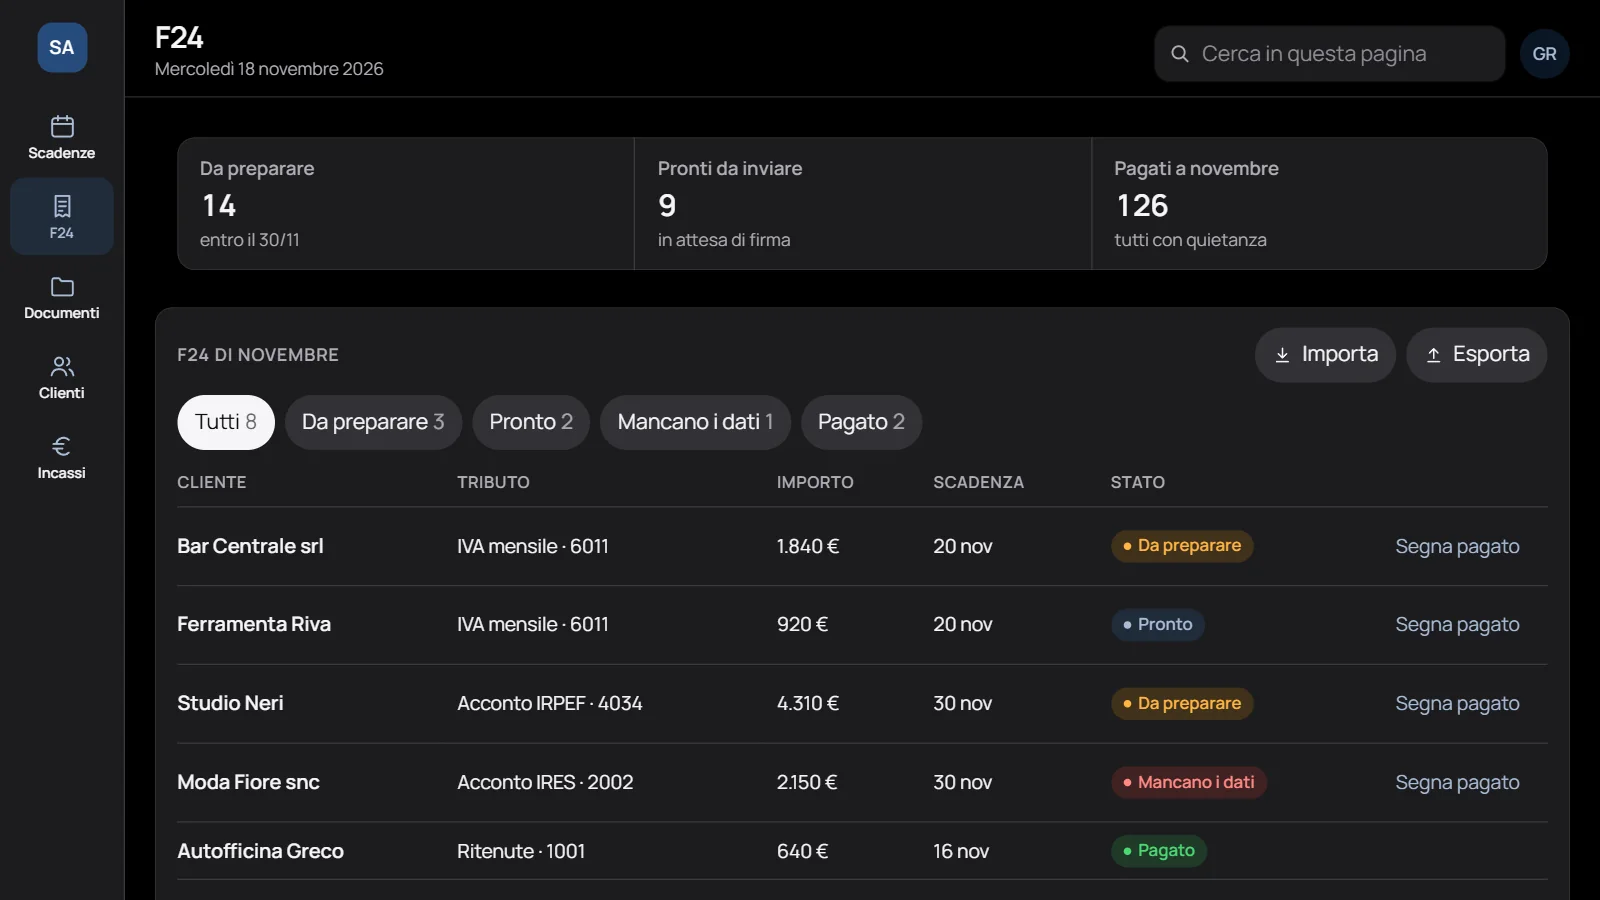 SA
Scadenze
F24
Documenti
Clienti
Incassi
F24
Mercoledì 18 novembre 2026
Cerca in questa pagina
GR
Da preparare
14
entro il 30/11
Pronti da inviare
9
in attesa di firma
Pagati a novembre
126
tutti con quietanza
F24 DI NOVEMBRE
Importa
Esporta
Tutti 8
Da preparare 3
Pronto 2
Mancano i dati 1
Pagato 2
CLIENTE TRIBUTO IMPORTO SCADENZA STATO
Bar Centrale srl IVA mensile · 6011 1.840 € 20 nov Da preparare Segna pagato
Ferramenta Riva IVA mensile · 6011 920 € 20 nov Pronto Segna pagato
Studio Neri Acconto IRPEF · 4034 4.310 € 30 nov Da preparare Segna pagato
Moda Fiore snc Acconto IRES · 2002 2.150 € 30 nov Mancano i dati Segna pagato
Autofficina Greco Ritenute · 1001 640 € 16 nov Pagato